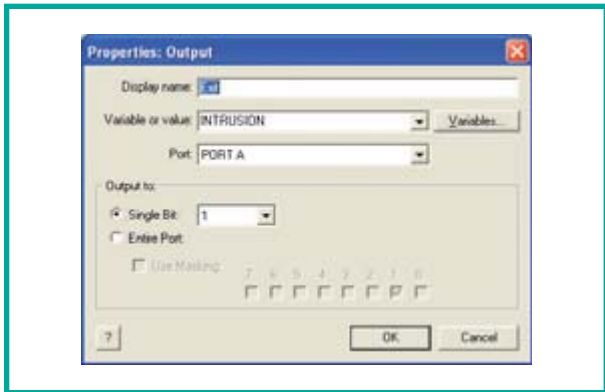 Properties: Output
Display name:
Variable or value: INTRUSION Variables...
Port: PORT A
Output to:
Single Bit: 1
Entire Port:
Use Masking:
7 6 5 4 3 2 1 0
? OK Cancel